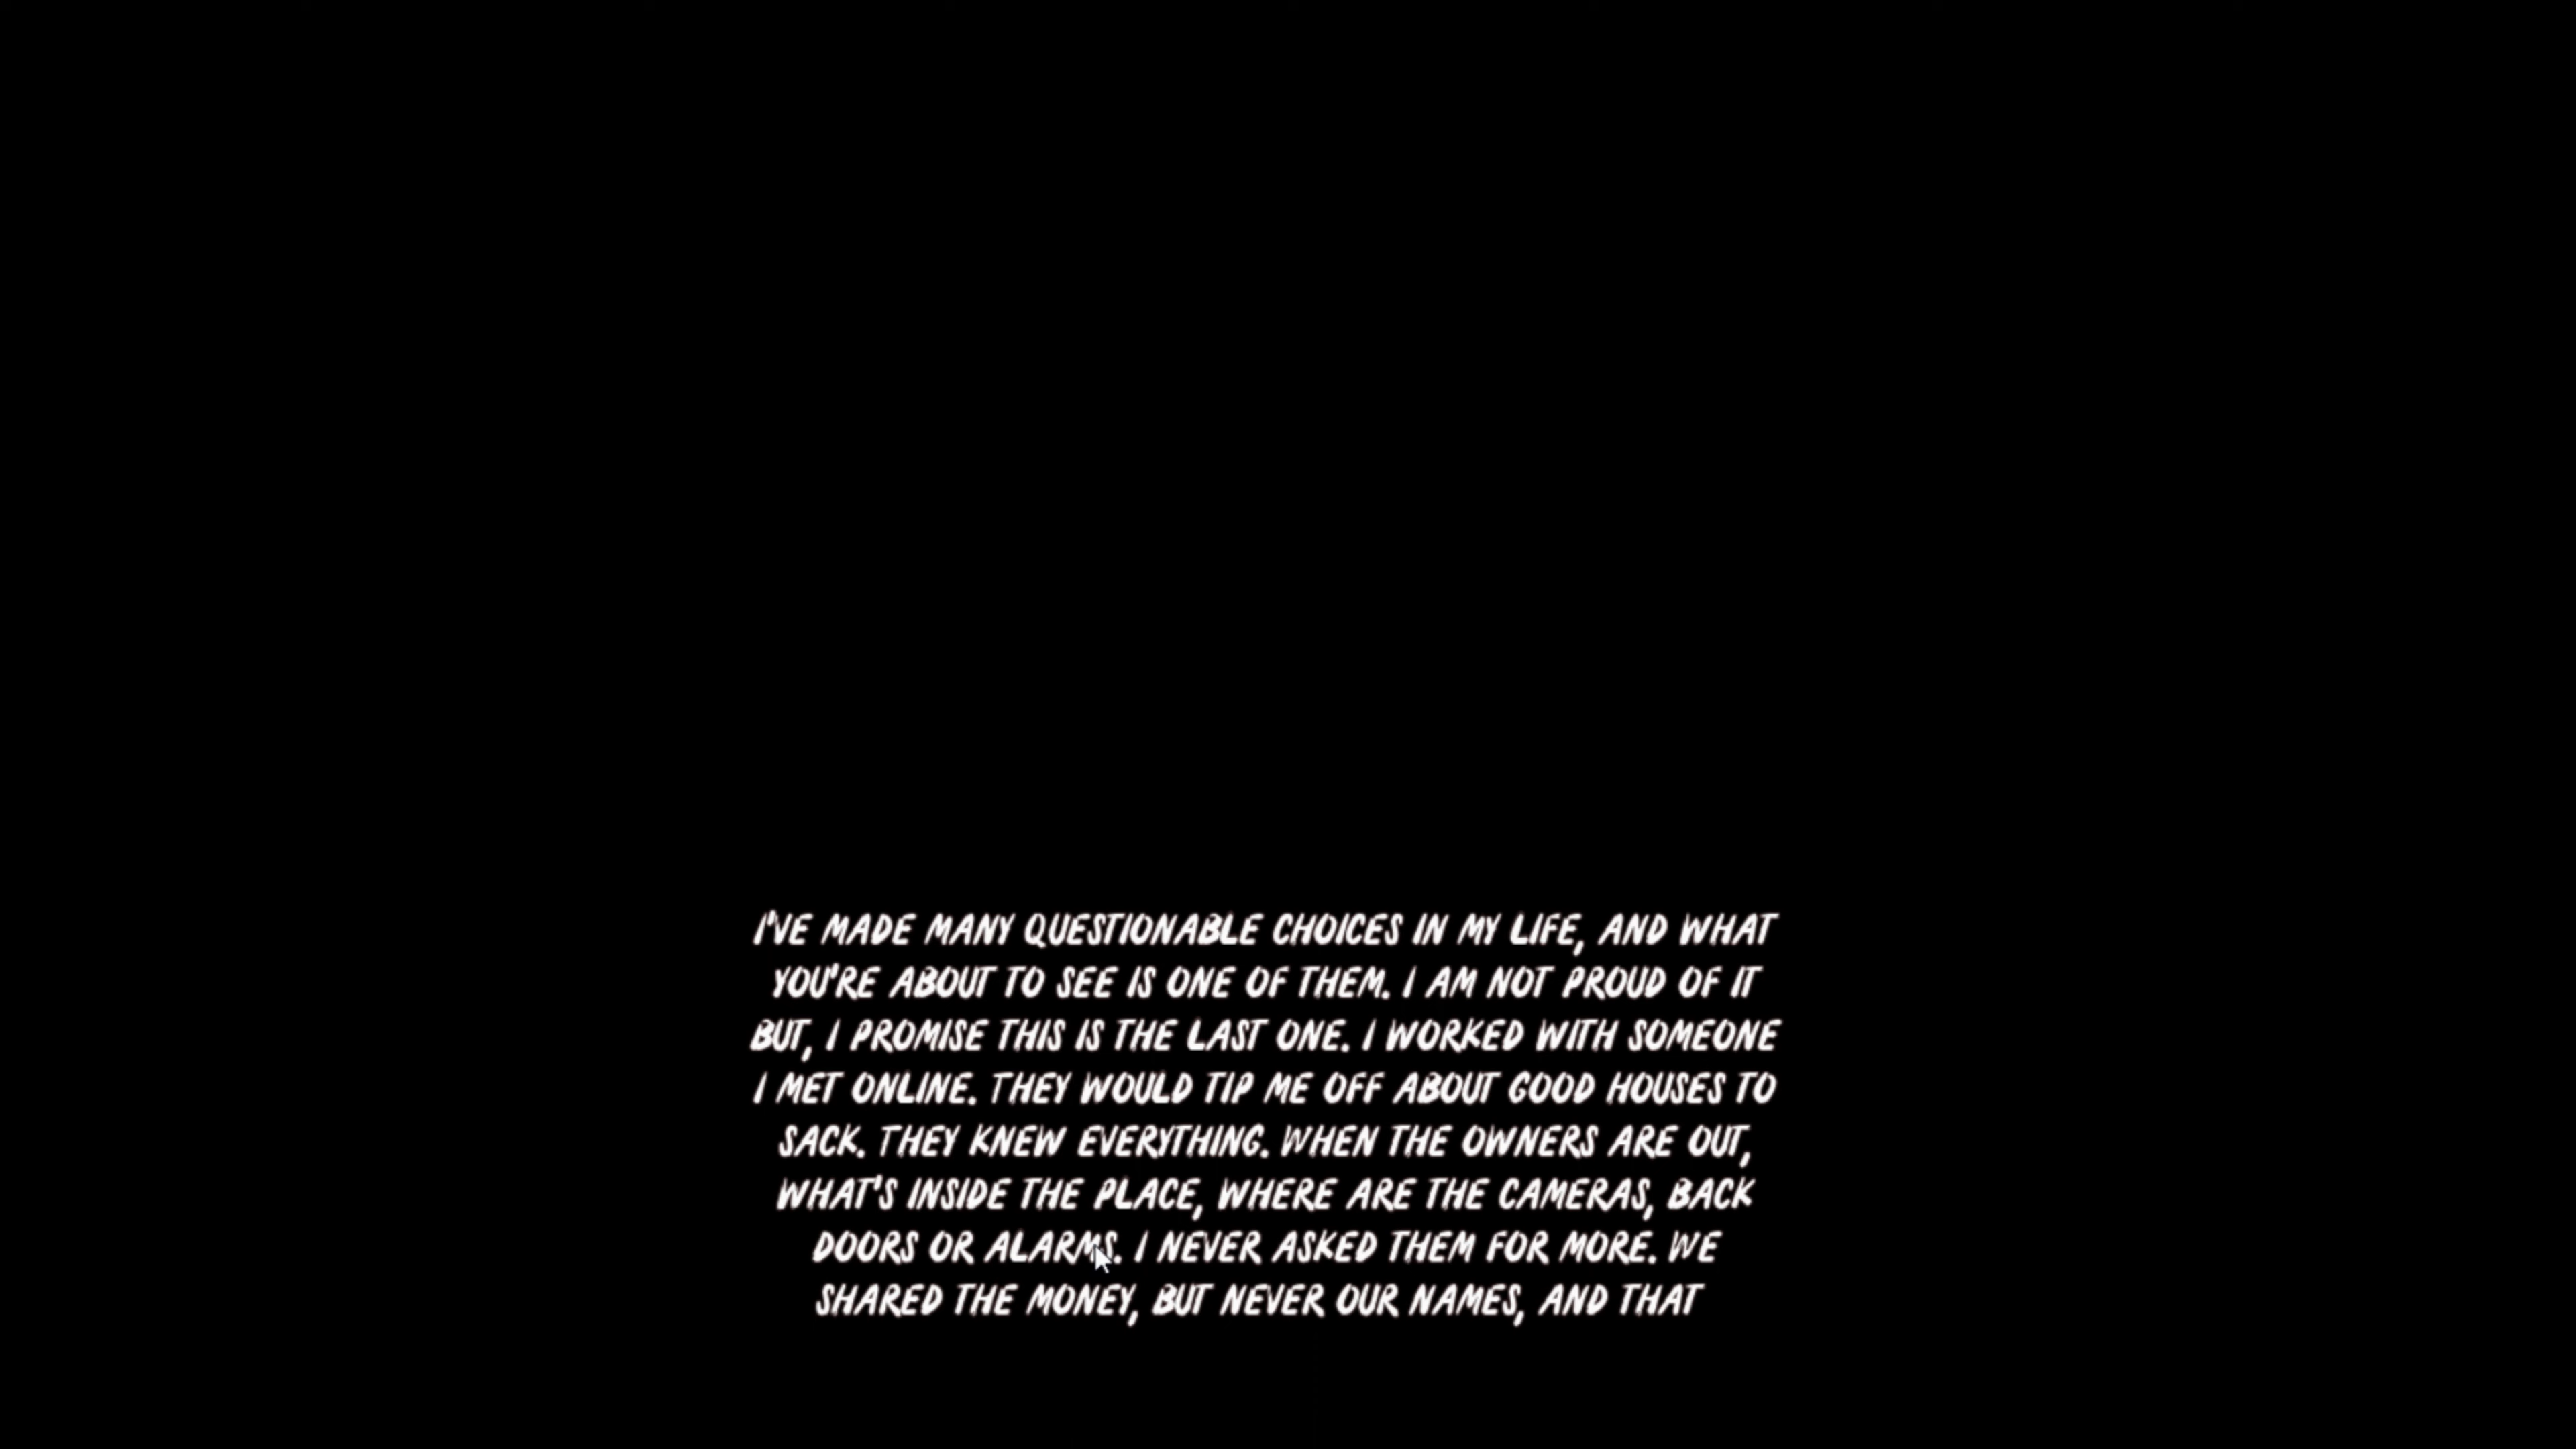 I'VE MADE MANY QUESTIONABLE CHOICES IN MY LIFE, AND WHAT
YOU'RE ABOUT TO SEE IS ONE OF THEM. I AM NOT PROUD OF IT
BUT, I PROMISE THIS IS THE LAST ONE. I WORKED WITH SOMEONE
I MET ONLINE. THEY WOULD TIP ME OFF ABOUT GOOD HOUSES TO
SACK. THEY KNEW EVERYTHING. WHEN THE OWNERS ARE OUT,
WHAT'S INSIDE THE PLACE, WHERE ARE THE CAMERAS, BACK
DOORS OR ALARMS. I NEVER ASKED THEM FOR MORE. WE
SHARED THE MONEY, BUT NEVER OUR NAMES, AND THAT